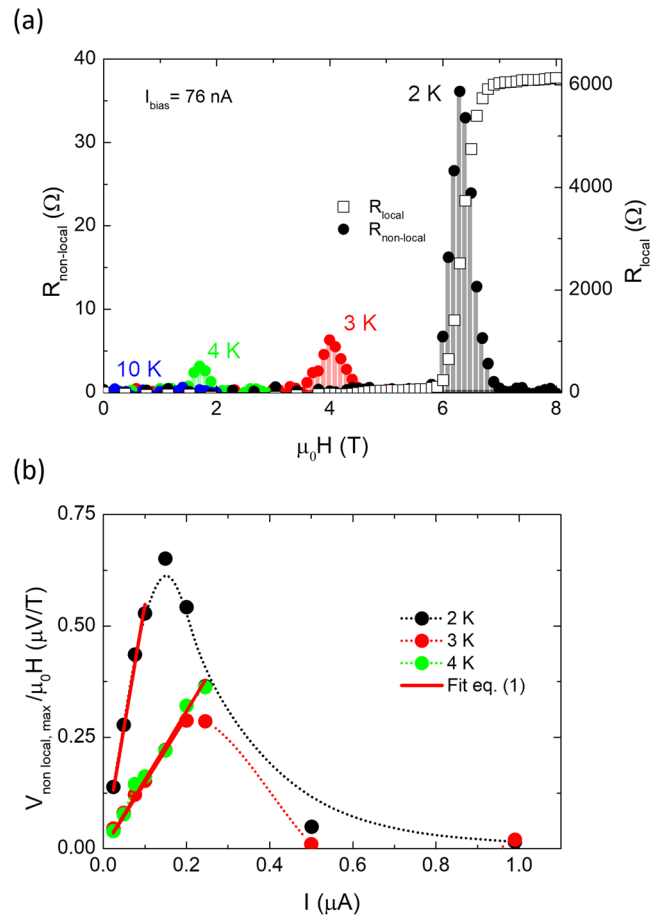 (a)
I_bias = 76 nA
2 K
R_local
R_non-local
3 K
4 K
10 K
40
30
20
10
0
R_non-local (Ω)
6000
4000
2000
0
R_local (Ω)
0 2 4 6 8
μ₀H (T)
(b)
0.75
0.50
0.25
0.00
V_non local, max /μ₀H (μV/T)
2 K
3 K
4 K
Fit eq. (1)
0.0 0.2 0.4 0.6 0.8 1.0
I (μA)